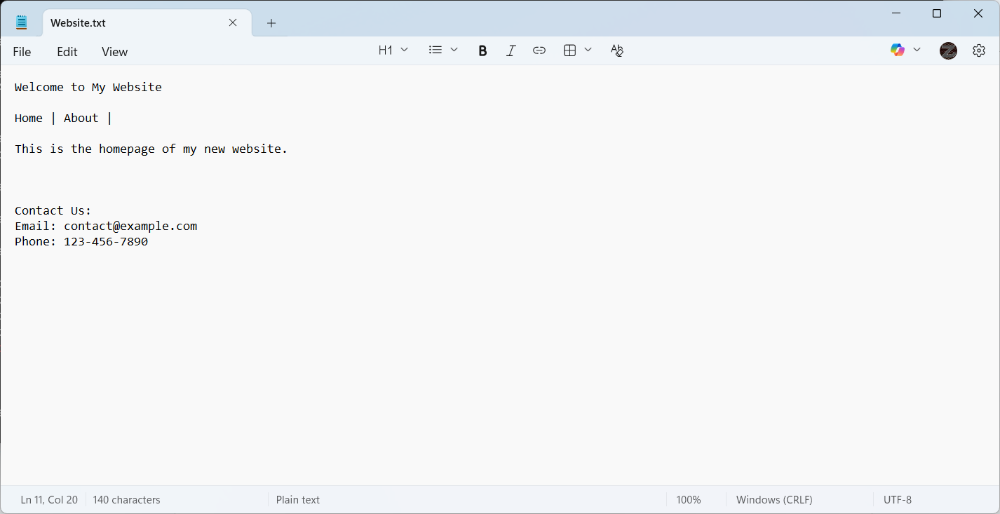 Website.txt
File Edit View H1 B I
Welcome to My Website
Home | About |
This is the homepage of my new website.
Contact Us:
Email: contact@example.com
Phone: 123-456-7890
Ln 11, Col 20 140 characters Plain text 100% Windows (CRLF) UTF-8